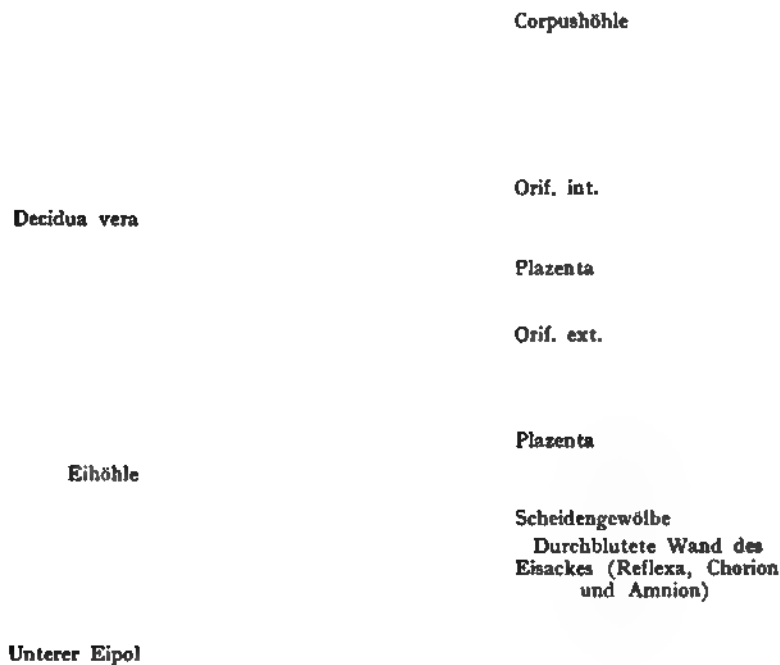 Corpushöhle
Orif. int.
Decidua vera
Plazenta
Orif. ext.
Plazenta
Eihöhle
Scheidengewölbe
Durchblutete Wand des
Eisackes (Reflexa, Chorion
und Amnion)
Unterer Eipol